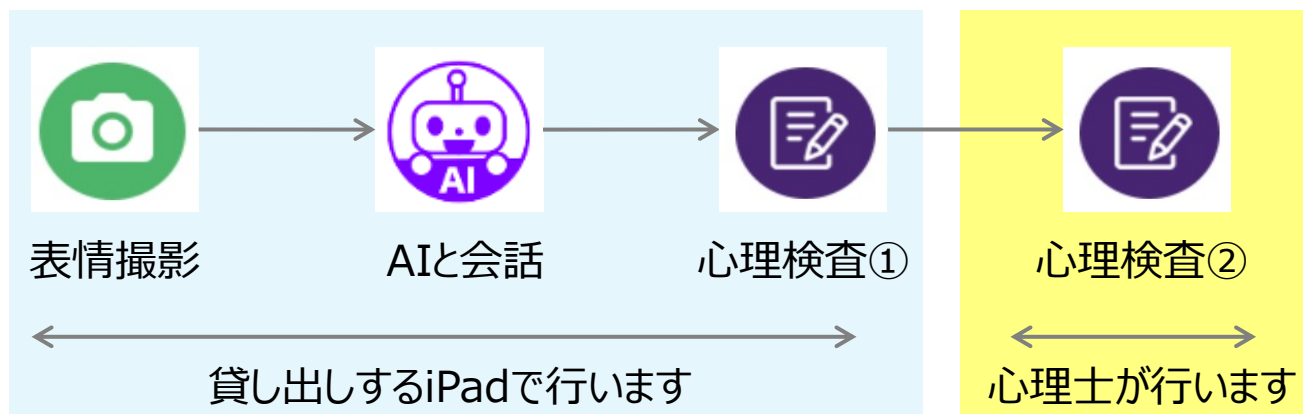 AI
表情撮影
AIと会話
心理検査①
心理検査②
貸し出しするiPadで行います
心理士が行います